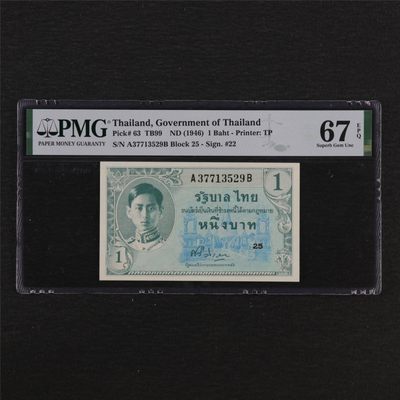 PMG
PAPER MONEY GUARANTY
Thailand, Government of Thailand
Pick# 63 TB99 ND (1946) 1 Baht - Printer: TP
S/N A37713529B Block 25 - Sign. #22
67 EPQ
Superb Gem Unc
A37713529B
1
รัฐบาลไทย
หนึ่งบาท
25
1